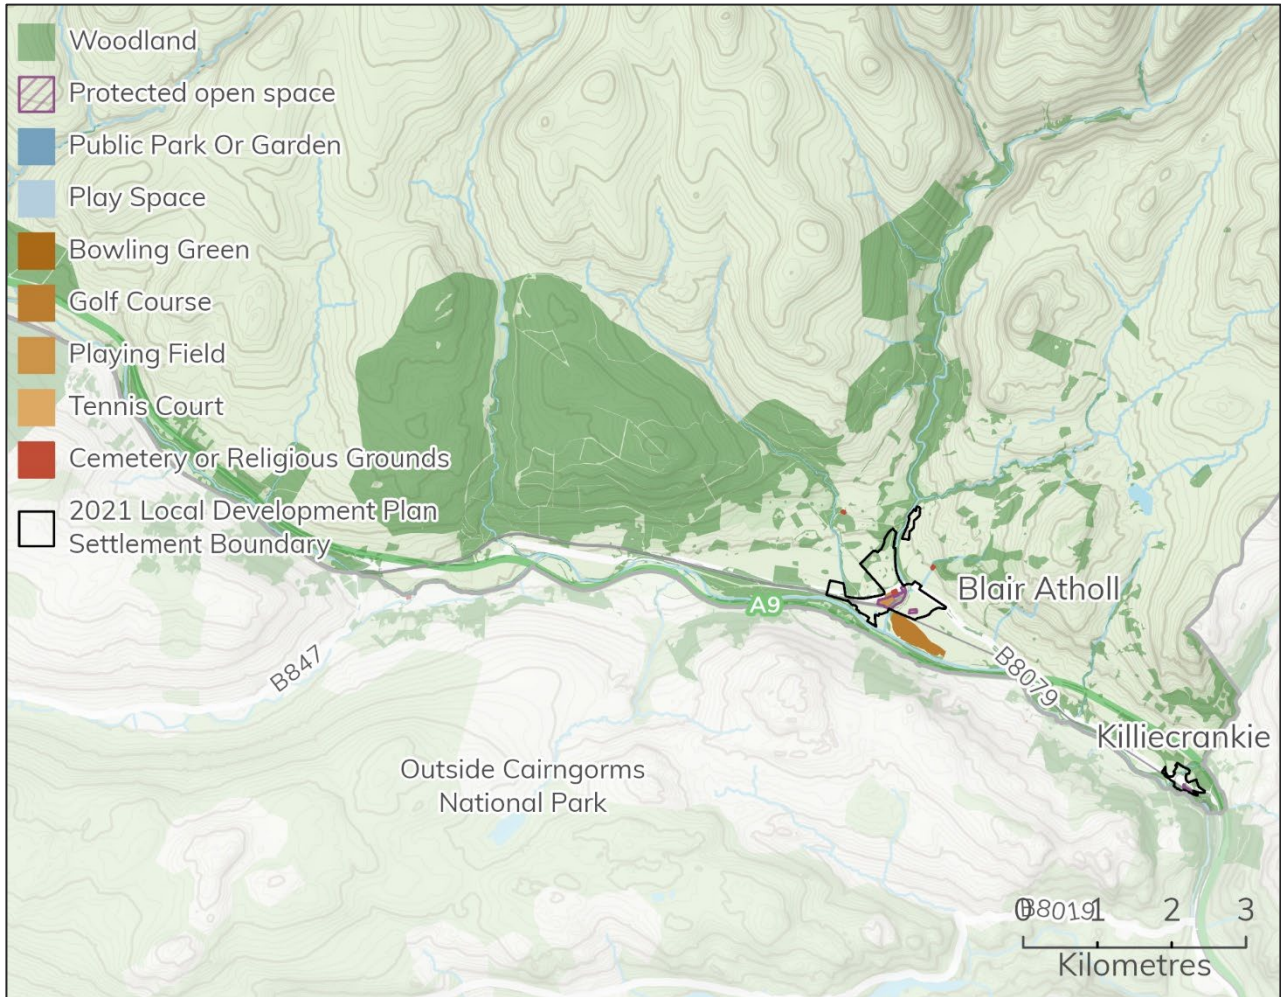 Woodland
Protected open space
Public Park Or Garden
Play Space
Bowling Green
Golf Course
Playing Field
Tennis Court
Cemetery or Religious Grounds
2021 Local Development Plan
Settlement Boundary
Blair Atholl
A9
B847
B8079
Killiecrankie
Outside Cairngorms
National Park
B8019
0 1 2 3
Kilometres